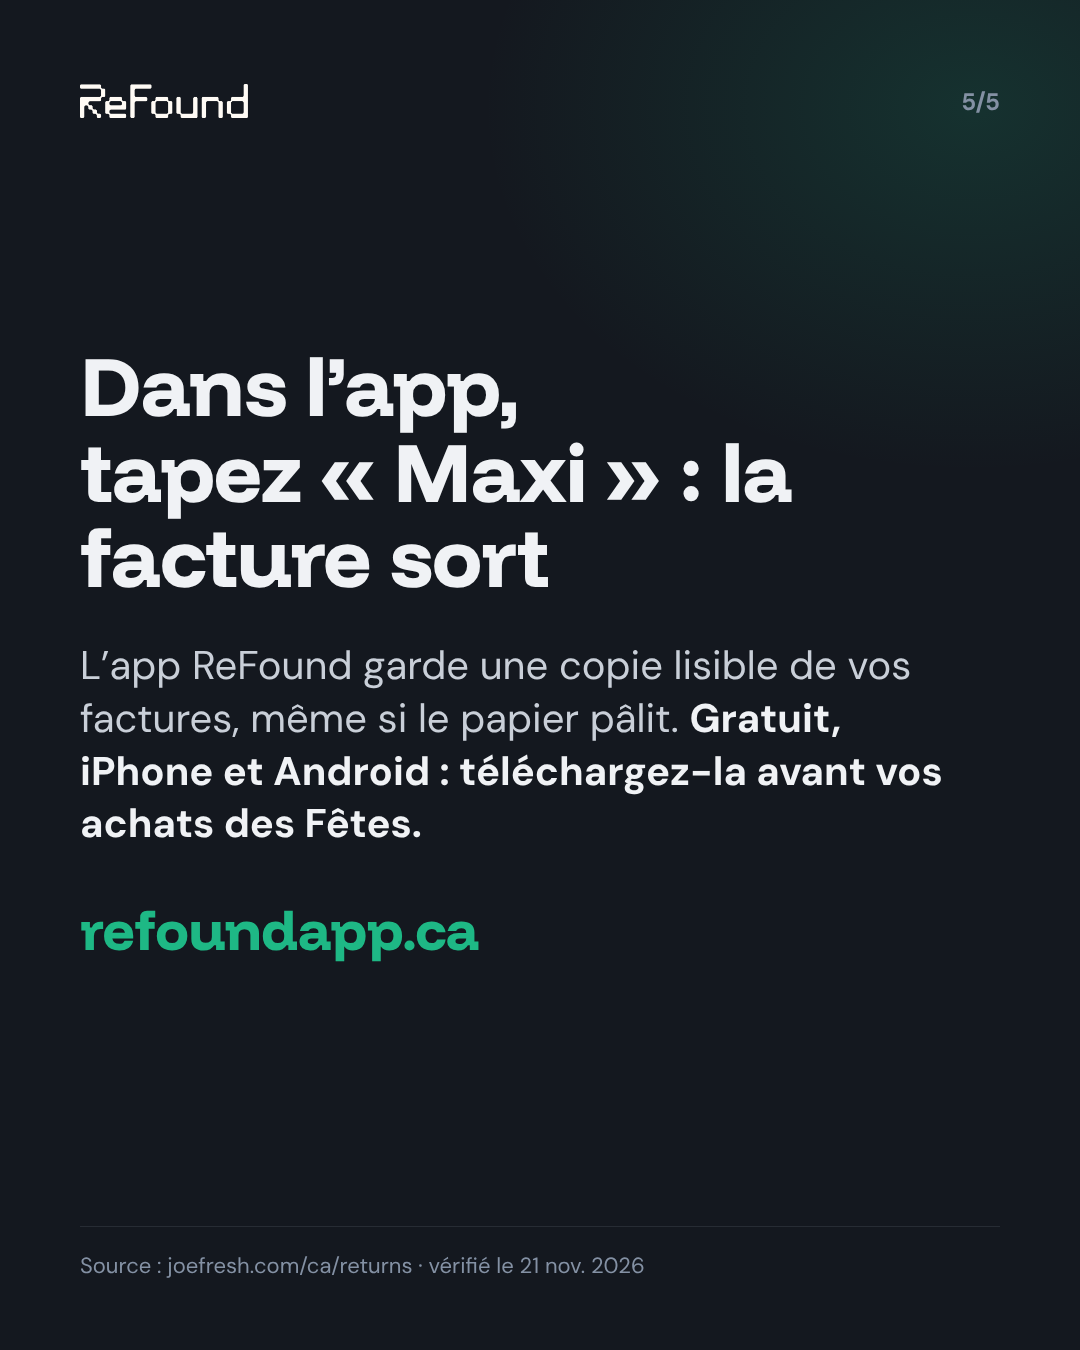 ReFound
5/5
Dans l’app,
tapez « Maxi » : la
facture sort
L’app ReFound garde une copie lisible de vos
factures, même si le papier pâlit. Gratuit,
iPhone et Android : téléchargez-la avant vos
achats des Fêtes.
refoundapp.ca
Source : joefresh.com/ca/returns · vérifié le 21 nov. 2026